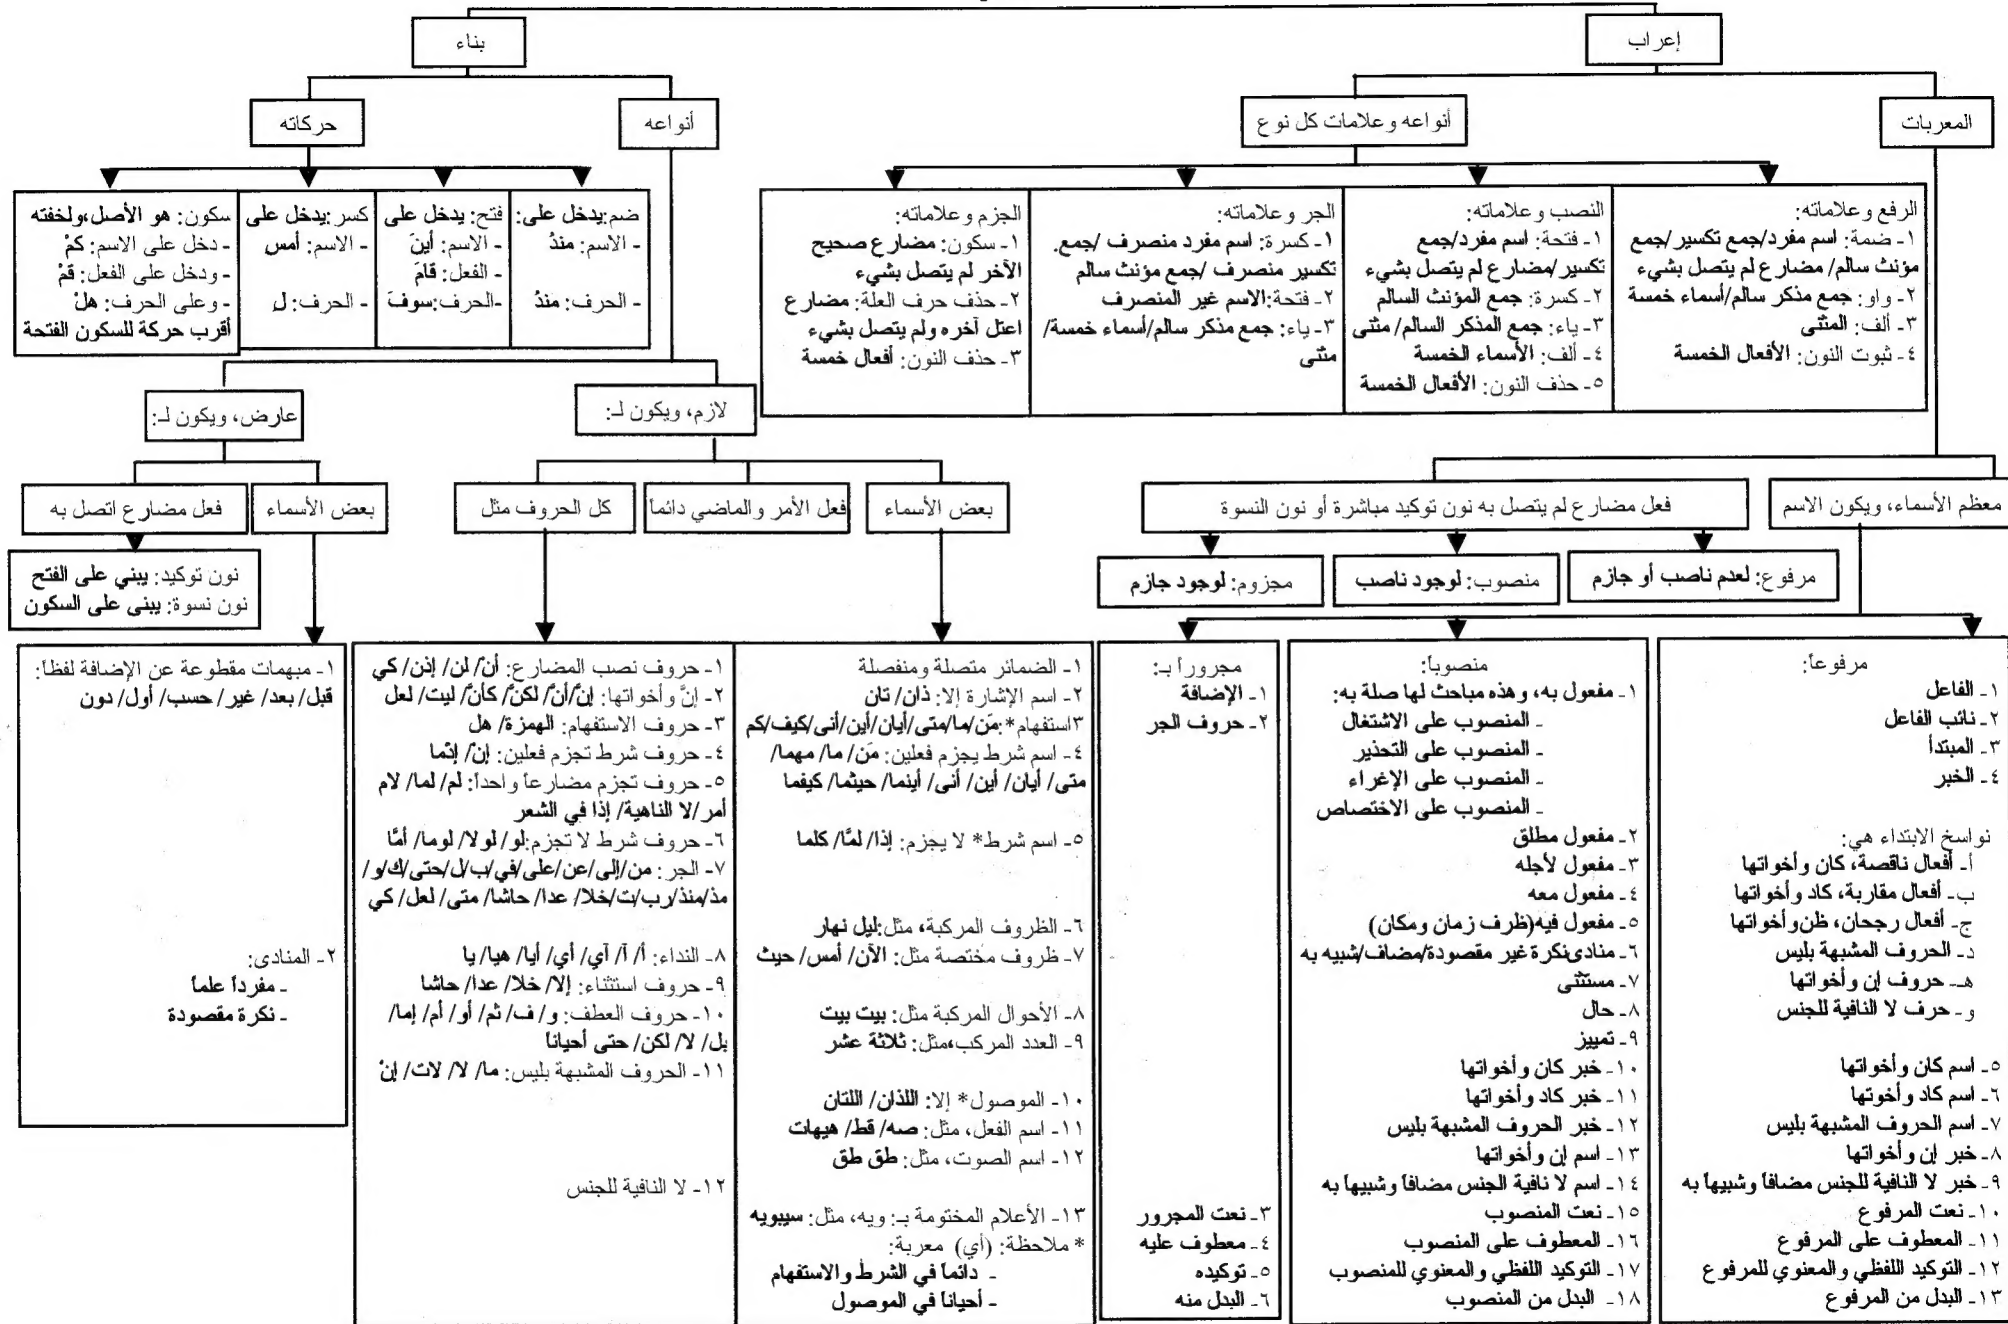 إعراب
بناء
المعربات
أنواعه وعلامات كل نوع
أنواعه
حركاته
الرفع وعلاماته:
١- ضمة: اسم مفرد/جمع تكسير/جمع
مؤنث سالم/ مضارع لم يتصل بشيء
٢- واو: جمع مذكر سالم/أسماء خمسة
٣- ألف: المثنى
٤- ثبوت النون: الأفعال الخمسة
النصب وعلاماته:
١- فتحة: اسم مفرد/جمع
تكسير/مضارع لم يتصل بشيء
٢- كسرة: جمع المؤنث السالم
٣- ياء: جمع المذكر السالم/ مثنى
٤- ألف: الأسماء الخمسة
٥- حذف النون: الأفعال الخمسة
الجر وعلاماته:
١- كسرة: اسم مفرد منصرف /جمع.
تكسير منصرف /جمع مؤنث سالم
٢- فتحة:الاسم غير المنصرف
٣- ياء: جمع مذكر سالم/أسماء خمسة/
مثنى
الجزم وعلاماته:
١- سكون: مضارع صحيح
الآخر لم يتصل بشيء
٢- حذف حرف العلة: مضارع
اعتل آخره ولم يتصل بشيء
٣- حذف النون: أفعال خمسة
ضم:يدخل على:
- الاسم: منذُ
- الحرف: منذُ
فتح: يدخل على
- الاسم: أينَ
- الفعل: قامَ
-الحرف:سوفَ
كسر:يدخل على
- الاسم: أمسِ
- الحرف: لِ
سكون: هو الأصل،ولخفته
- دخل على الاسم: كمْ
- ودخل على الفعل: قمْ
- وعلى الحرف: هلْ
أقرب حركة للسكون الفتحة
لازم، ويكون لـ:
عارض، ويكون لـ:
معظم الأسماء، ويكون الاسم
فعل مضارع لم يتصل به نون توكيد مباشرة أو نون النسوة
بعض الأسماء
فعل الأمر والماضي دائماً
كل الحروف مثل
بعض الأسماء
فعل مضارع اتصل به
مرفوع: لعدم ناصب أو جازم
منصوب: لوجود ناصب
مجزوم: لوجود جازم
نون توكيد: يبني على الفتح
نون نسوة: يبنى على السكون
مرفوعاً:
١- الفاعل
٢- نائب الفاعل
٣- المبتدأ
٤- الخبر
نواسخ الابتداء هي:
أ- أفعال ناقصة، كان وأخواتها
ب- أفعال مقاربة، كاد وأخواتها
ج- أفعال رجحان، ظن وأخواتها
د- الحروف المشبهة بليس
هـ- حروف إن وأخواتها
و- حرف لا النافية للجنس
٥- اسم كان وأخواتها
٦- اسم كاد وأخوتها
٧- اسم الحروف المشبهة بليس
٨- خبر إن وأخواتها
٩- خبر لا النافية للجنس مضافاً وشبيهاً به
١٠- نعت المرفوع
١١- المعطوف على المرفوع
١٢- التوكيد اللفظي والمعنوي للمرفوع
١٣- البدل من المرفوع
منصوباً:
١- مفعول به، وهذه مباحث لها صلة به:
- المنصوب على الاشتغال
- المنصوب على التحذير
- المنصوب على الإغراء
- المنصوب على الاختصاص
٢- مفعول مطلق
٣- مفعول لأجله
٤- مفعول معه
٥- مفعول فيه(ظرف زمان ومكان)
٦- منادى:نكرة غير مقصودة/مضاف/شبيه به
٧- مستثنى
٨- حال
٩- تمييز
١٠- خبر كان وأخواتها
١١- خبر كاد وأخواتها
١٢- خبر الحروف المشبهة بليس
١٣- اسم إن وأخواتها
١٤- اسم لا نافية الجنس مضافاً وشبيهاً به
١٥- نعت المنصوب
١٦- المعطوف على المنصوب
١٧- التوكيد اللفظي والمعنوي للمنصوب
١٨- البدل من المنصوب
مجروراً بـ:
١- الإضافة
٢- حروف الجر
٣- نعت المجرور
٤- معطوف عليه
٥- توكيده
٦- البدل منه
١- الضمائر متصلة ومنفصلة
٢- اسم الإشارة إلا: ذان/ تان
٣استفهام*:مَن/ما/متى/أيان/أين/أنى/كيف/كم
٤- اسم شرط يجزم فعلين: مَن/ ما/ مهما/
متى/ أيان/ أين/ أنى/ أينما/ حيثما/ كيفما
٥- اسم شرط* لا يجزم: إذا/ لمَّا/ كلما
٦- الظروف المركبة، مثل:ليل نهار
٧- ظروف مختصة مثل: الآن/ أمس/ حيث
٨- الأحوال المركبة مثل: بيت بيت
٩- العدد المركب،مثل: ثلاثة عشر
١٠- الموصول* إلا: اللذان/ اللتان
١١- اسم الفعل، مثل: صه/ قط/ هيهات
١٢- اسم الصوت، مثل: طق طق
١٣- الأعلام المختومة بـ: ويه، مثل: سيبويه
* ملاحظة: (أي) معربة:
- دائماً في الشرط والاستفهام
- أحياناً في الموصول
١- حروف نصب المضارع: أنْ/ لن/ إذن/ كي
٢- إنَّ وأخواتها: إنَّ/أنَّ/ لكنَّ/ كأنَّ/ ليت/ لعل
٣- حروف الاستفهام: الهمزة/ هل
٤- حروف شرط تجزم فعلين: إنْ/ إنْما
٥- حروف تجزم مضارعاً واحداً: لم/ لما/ لام
أمر/لا الناهية/ إذا في الشعر
٦- حروف شرط لا تجزم:لو/ لولا/ لوما/ أمَّا
٧- الجر: من/إلى/عن/على/في/ب/ل/حتى/ك/و/
مذ/منذ/رب/ت/خلا/ عدا/ حاشا/ متى/ لعل/ كي
٨- النداء: أ/ آ/ آي/ أي/ أيا/ هيا/ يا
٩- حروف استثناء: إلا/ خلا/ عدا/ حاشا
١٠- حروف العطف: و/ ف/ ثم/ أو/ أم/ إما/
بل/ لا/ لكن/ حتى أحيانا
١١- الحروف المشبهة بليس: ما/ لا/ لات/ إنْ
١٢- لا النافية للجنس
١- مبهمات مقطوعة عن الإضافة لفظاً:
قبل/ بعد/ غير/ حسب/ أول/ دون
٢- المنادى:
- مفرداً علماً
- نكرة مقصودة